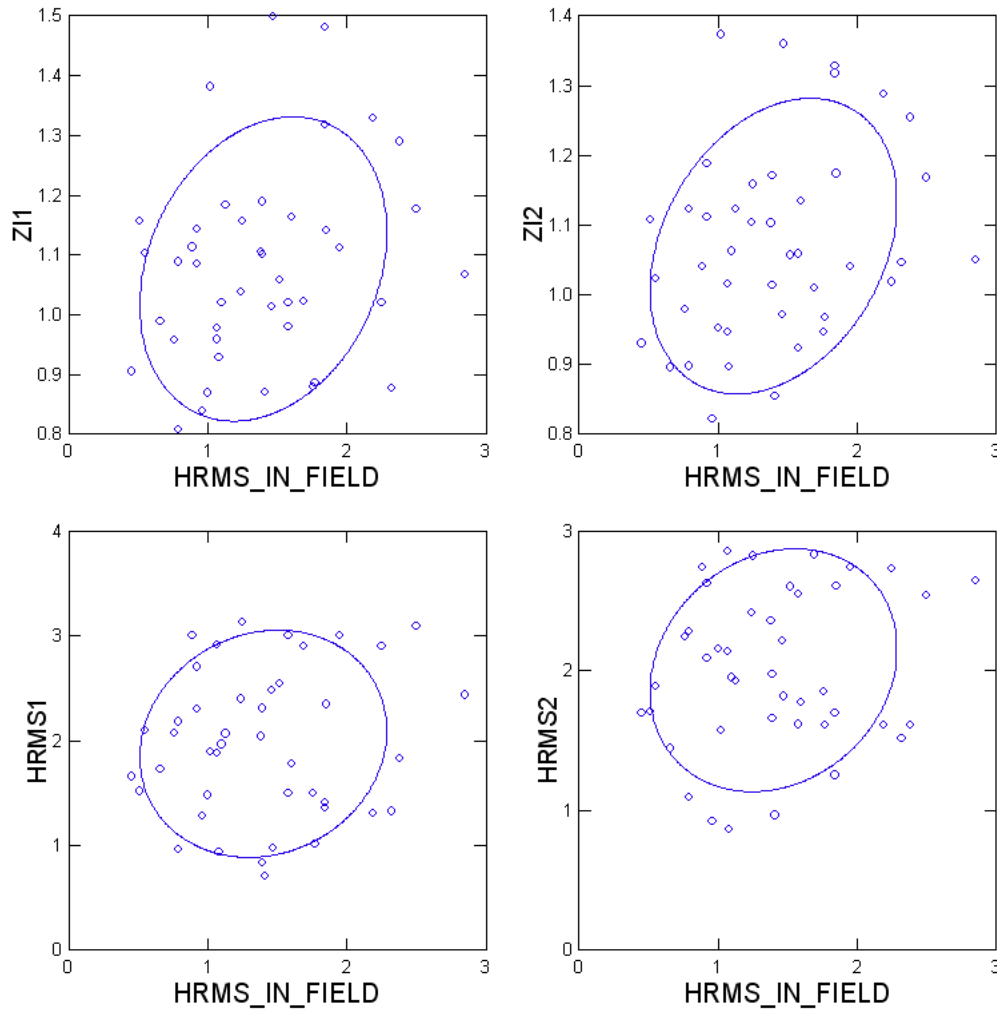 1.5
1.4
1.3
1.2
1.1
1.0
0.9
0.8
ZI1
0 1 2 3
HRMS_IN_FIELD
1.4
1.3
1.2
1.1
1.0
0.9
0.8
ZI2
0 1 2 3
HRMS_IN_FIELD
4
3
2
1
0
HRMS1
0 1 2 3
HRMS_IN_FIELD
3
2
1
0
HRMS2
0 1 2 3
HRMS_IN_FIELD